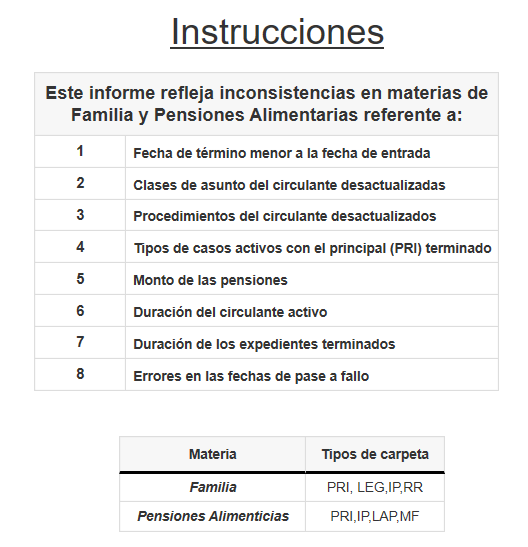 Instrucciones
Este informe refleja inconsistencias en materias de
Familia y Pensiones Alimentarias referente a:
1 Fecha de término menor a la fecha de entrada
2 Clases de asunto del circulante desactualizadas
3 Procedimientos del circulante desactualizados
4 Tipos de casos activos con el principal (PRI) terminado
5 Monto de las pensiones
6 Duración del circulante activo
7 Duración de los expedientes terminados
8 Errores en las fechas de pase a fallo
Materia Tipos de carpeta
Familia PRI, LEG,IP,RR
Pensiones Alimenticias PRI,IP,LAP,MF